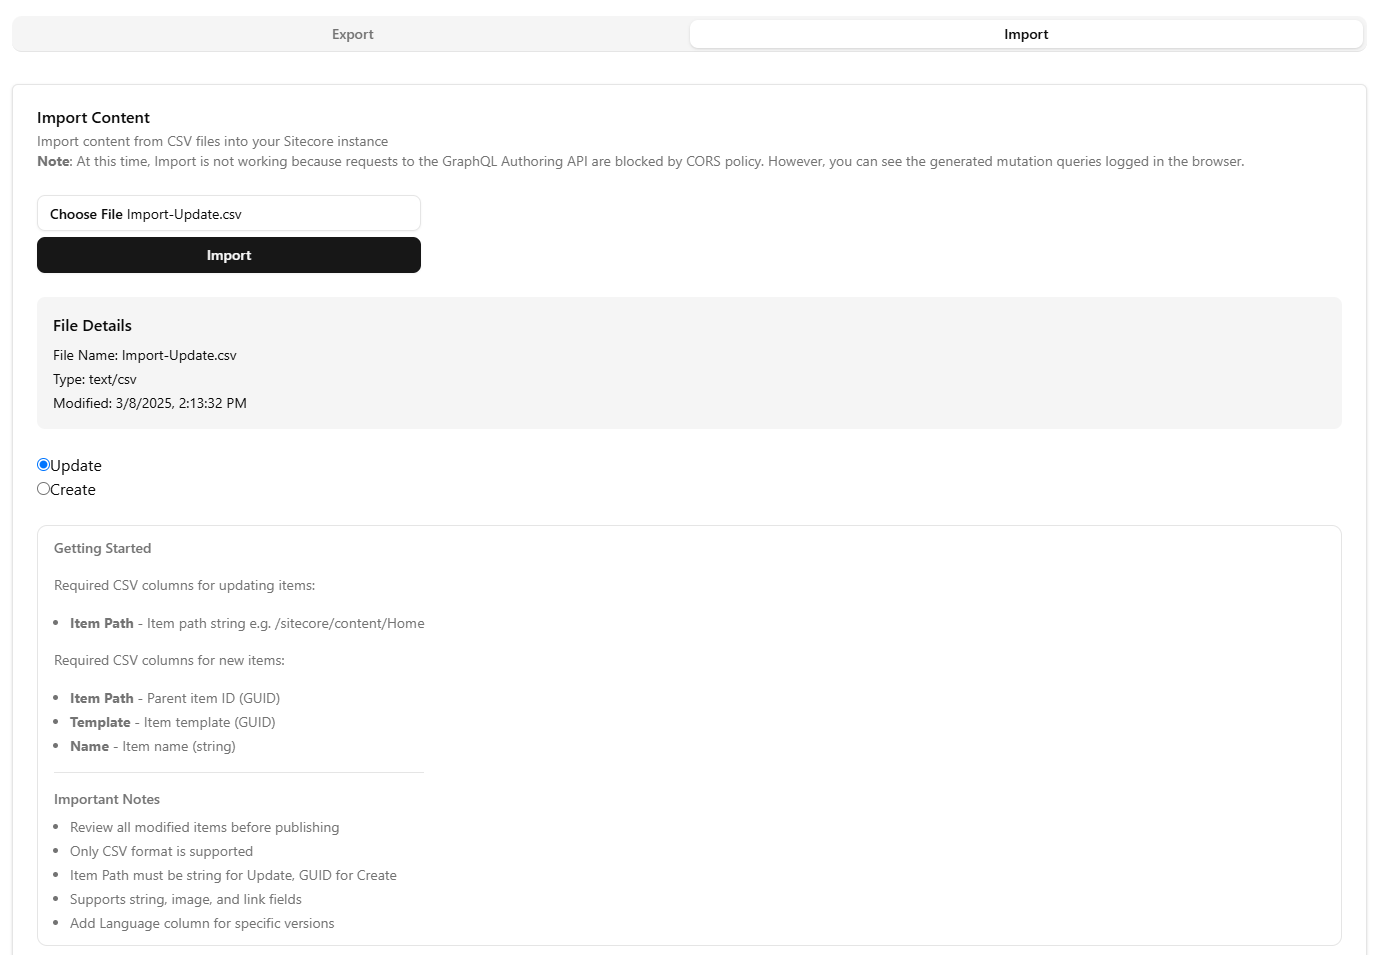 Export
Import
Import Content
Import content from CSV files into your Sitecore instance
Note: At this time, Import is not working because requests to the GraphQL Authoring API are blocked by CORS policy. However, you can see the generated mutation queries logged in the browser.
Choose File Import-Update.csv
Import
File Details
File Name: Import-Update.csv
Type: text/csv
Modified: 3/8/2025, 2:13:32 PM
Update
Create
Getting Started
Required CSV columns for updating items:
• Item Path - Item path string e.g. /sitecore/content/Home
Required CSV columns for new items:
• Item Path - Parent item ID (GUID)
• Template - Item template (GUID)
• Name - Item name (string)
Important Notes
• Review all modified items before publishing
• Only CSV format is supported
• Item Path must be string for Update, GUID for Create
• Supports string, image, and link fields
• Add Language column for specific versions